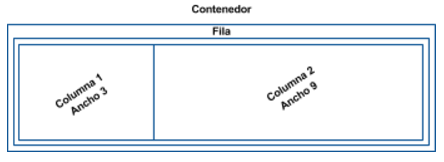 Contenedor
Fila
Columna 1
Ancho 3
Columna 2
Ancho 9